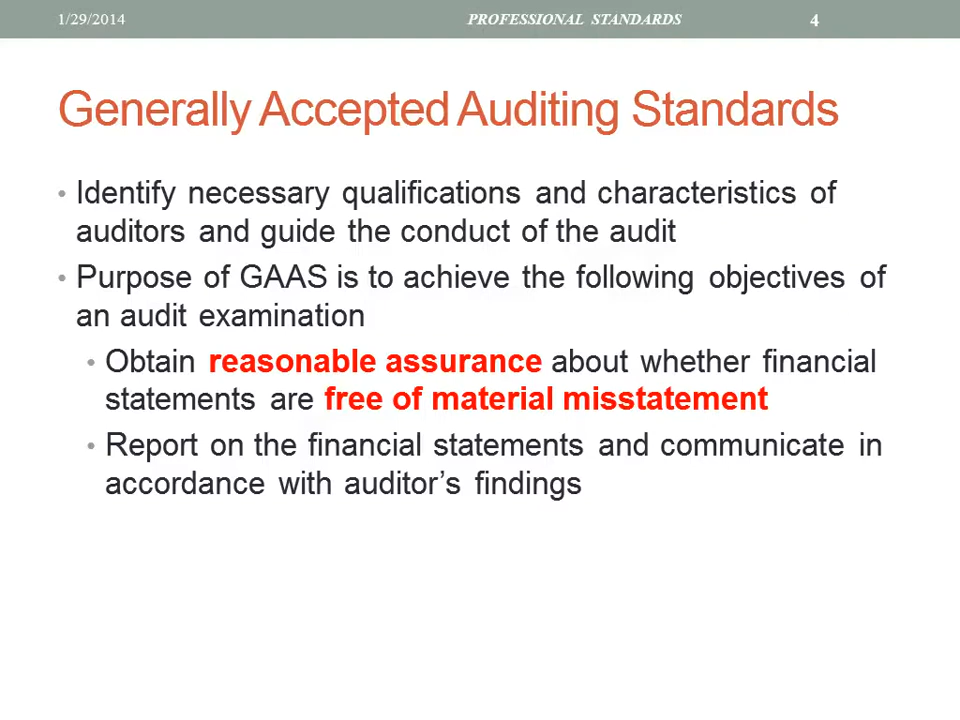 1/29/2014 PROFESSIONAL STANDARDS 4
Generally Accepted Auditing Standards
• Identify necessary qualifications and characteristics of
auditors and guide the conduct of the audit
• Purpose of GAAS is to achieve the following objectives of
an audit examination
• Obtain reasonable assurance about whether financial
statements are free of material misstatement
• Report on the financial statements and communicate in
accordance with auditor’s findings